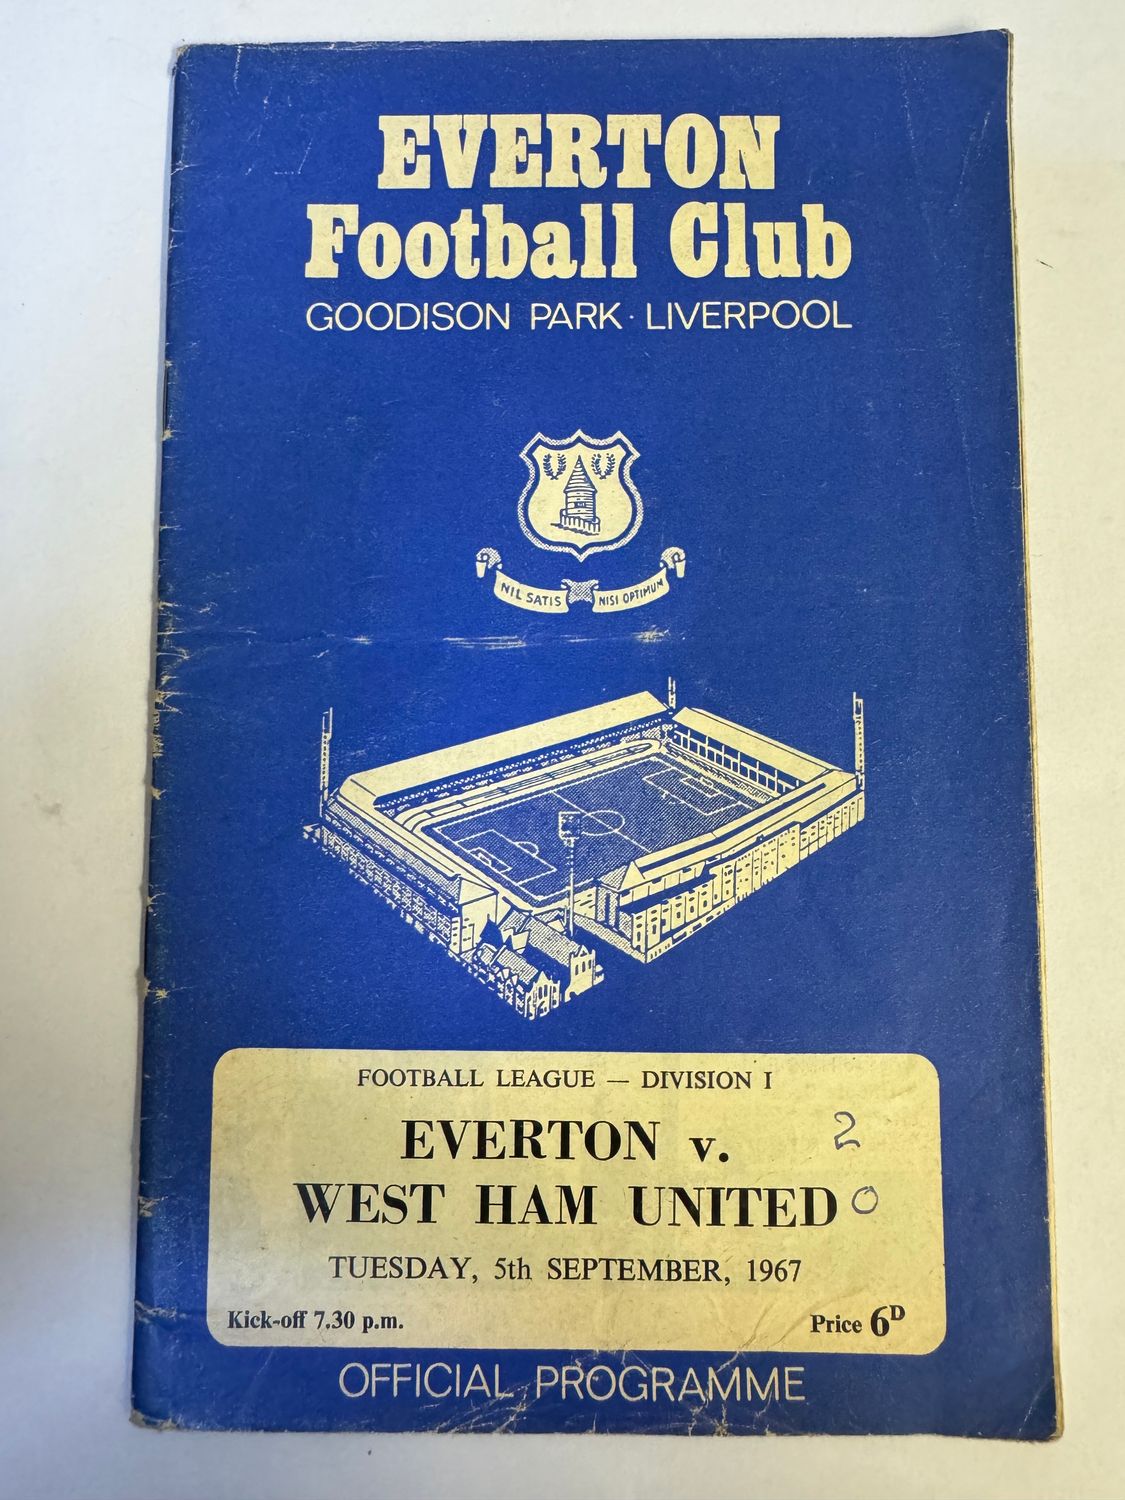 EVERTON
Football Club
GOODISON PARK · LIVERPOOL
NIL SATIS NISI OPTIMUM
FOOTBALL LEAGUE — DIVISION I
EVERTON v. 2
WEST HAM UNITED 0
TUESDAY, 5th SEPTEMBER, 1967
Kick-off 7.30 p.m. Price 6D
OFFICIAL PROGRAMME